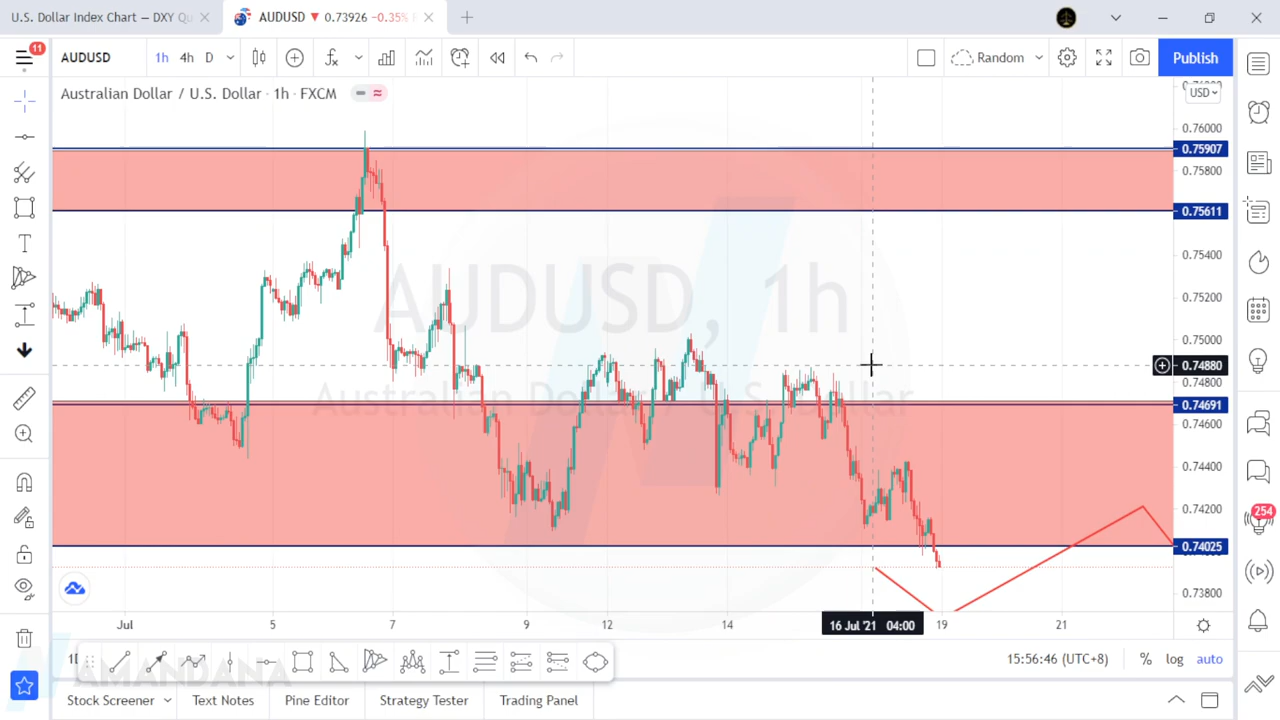 U.S. Dollar Index Chart — DXY Qu
AUDUSD ▼ 0.73926 −0.35%
11
AUDUSD 1h 4h D
Random
Publish
Australian Dollar / U.S. Dollar · 1h · FXCM
USD
0.76000
0.75907
0.75800
0.75611
0.75400
0.75200
0.75000
0.74880
0.74800
0.74691
0.74600
0.74400
0.74200
0.74025
0.73800
AUDUSD, 1h
Australian Dollar / U.S. Dollar
254
Jul 5 7 9 12 14 16 Jul '21 04:00 19 21
15:56:46 (UTC+8) % log auto
AMANDANA
Stock Screener Text Notes Pine Editor Strategy Tester Trading Panel